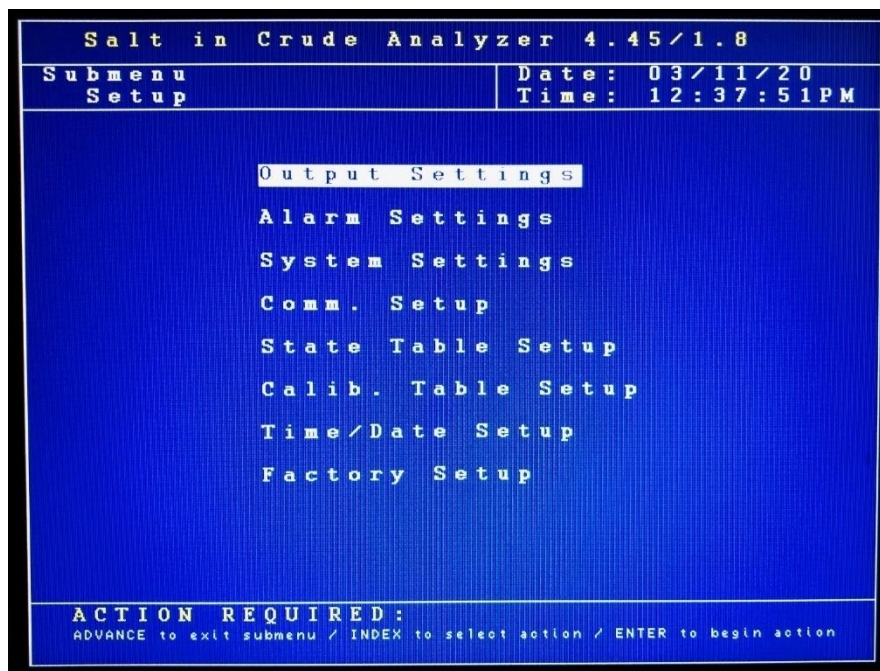 Salt in Crude Analyzer 4.45/1.8
Submenu
Setup
Date: 03/11/20
Time: 12:37:51PM
Output Settings
Alarm Settings
System Settings
Comm. Setup
State Table Setup
Calib. Table Setup
Time/Date Setup
Factory Setup
ACTION REQUIRED:
ADVANCE to exit submenu / INDEX to select action / ENTER to begin action